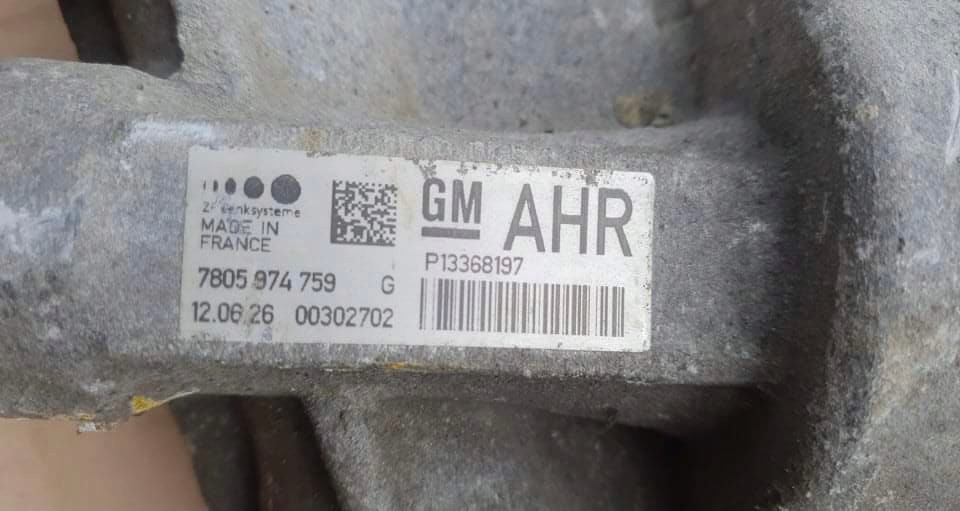 ZF Lenksysteme
MADE IN
FRANCE
GM
AHR
P13368197
7805 974 759 G
12.06.26 00302702